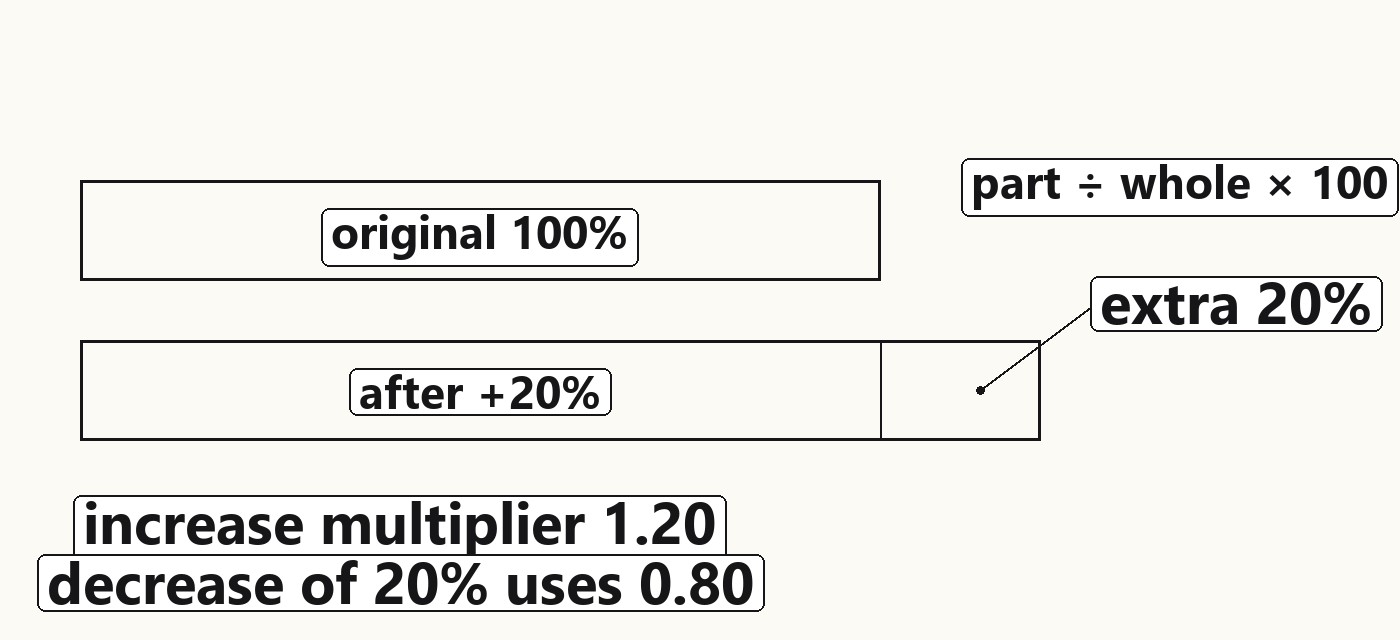 part ÷ whole × 100
original 100%
extra 20%
after +20%
increase multiplier 1.20
decrease of 20% uses 0.80